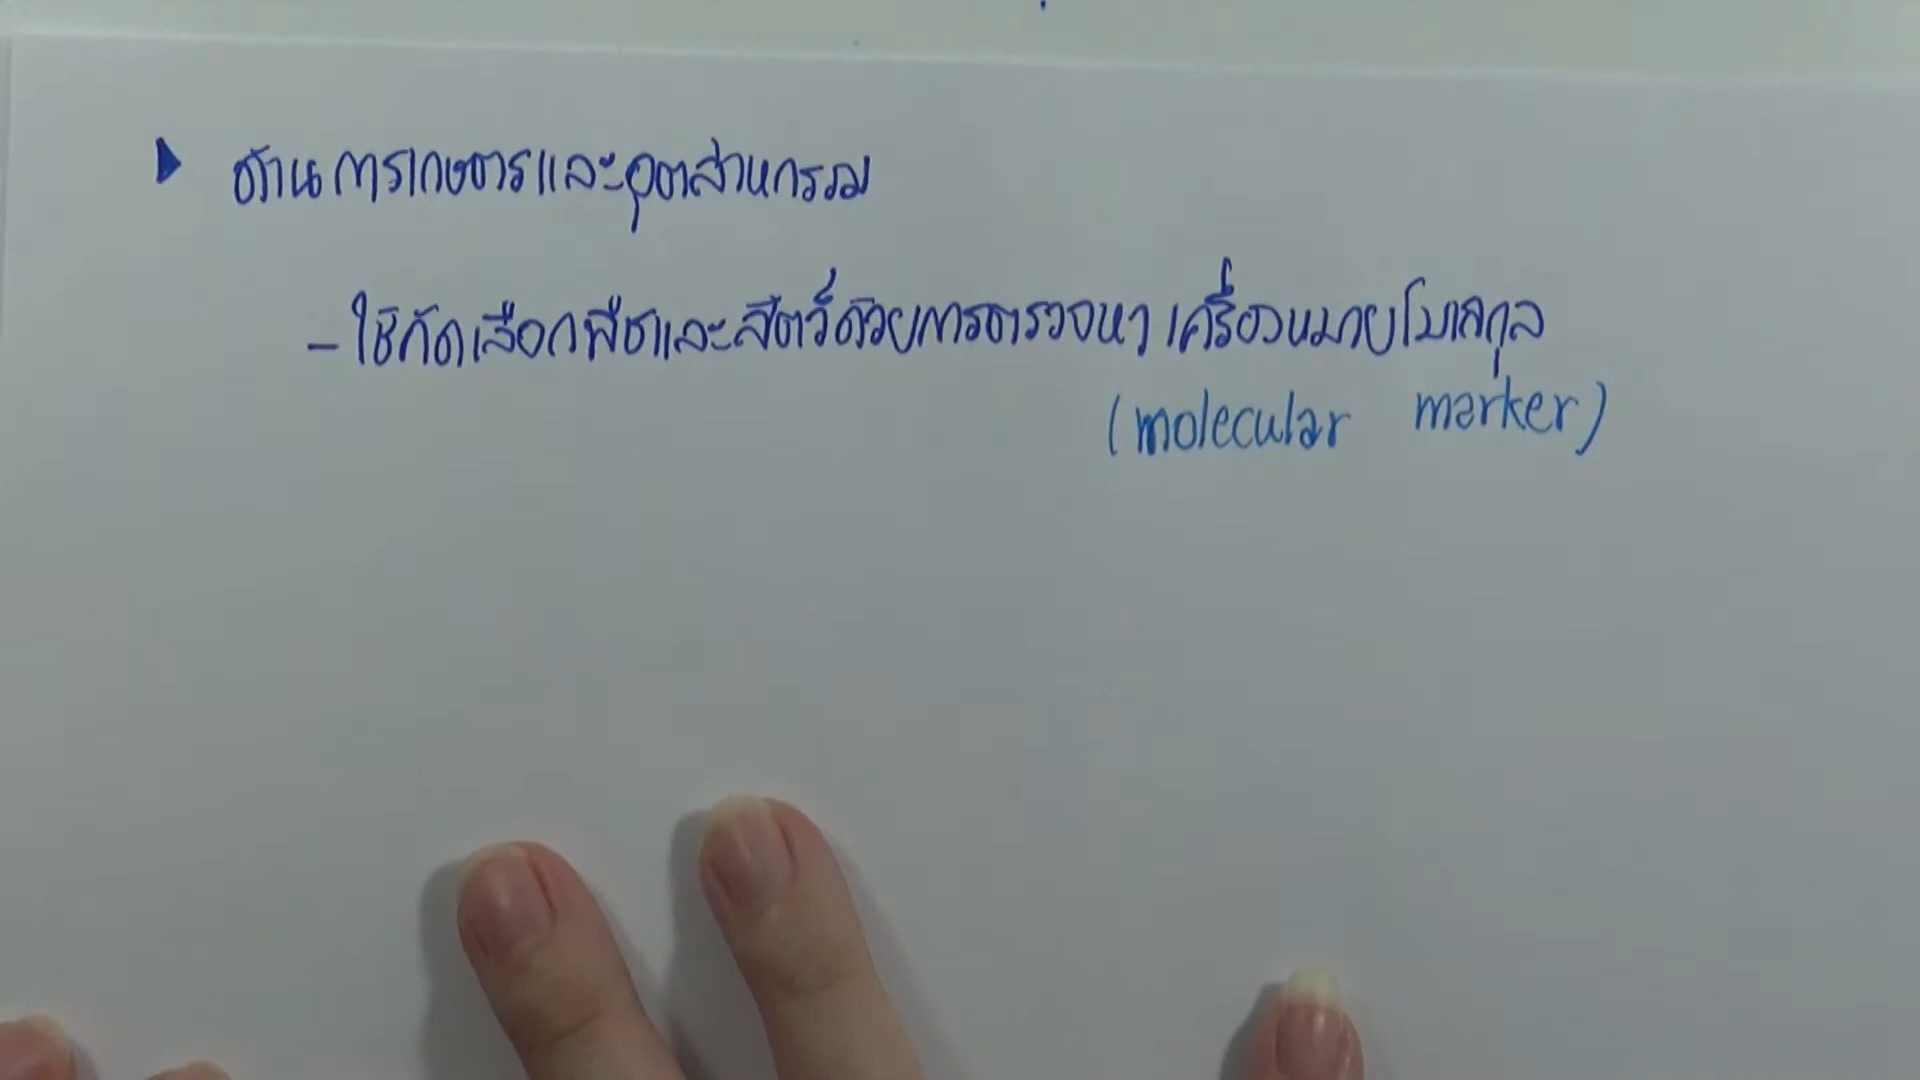 ด้านการเกษตรและอุตสาหกรรม
- ใช้คัดเลือกพืชและสัตว์ด้วยการตรวจหาเครื่องหมายโมเลกุล
(molecular marker)